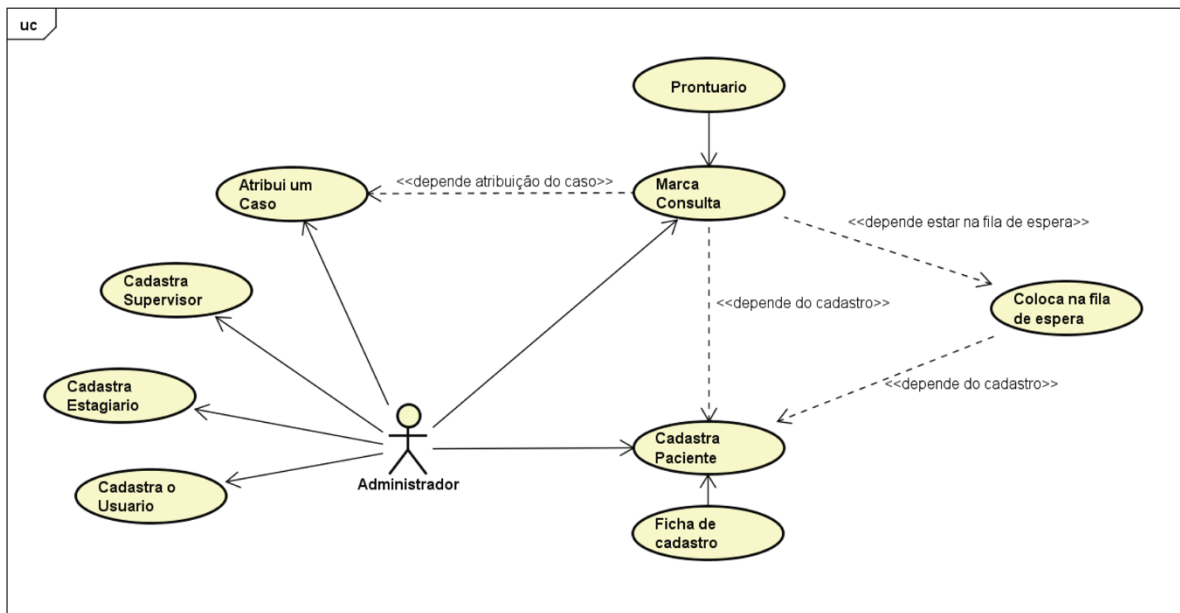 uc
Prontuario
Atribui um
Caso
<<depende atribuição do caso>>
Marca
Consulta
<<depende estar na fila de espera>>
Cadastra
Supervisor
<<depende do cadastro>>
Coloca na fila
de espera
Cadastra
Estagiario
<<depende do cadastro>>
Cadastra
Paciente
Administrador
Cadastra o
Usuario
Ficha de
cadastro